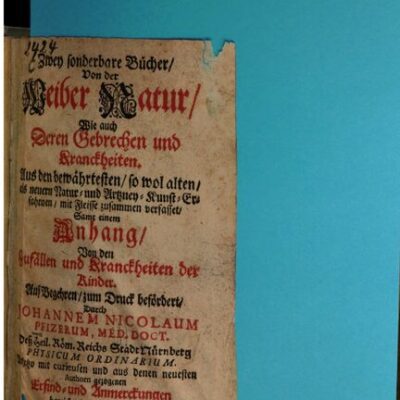 2424
Zwey sonderbare Bücher/
Von der
Weiber Natur/
Wie auch
Deren Gebrechen und
Kranckheiten.
Aus den bewährtesten/ so wol alten/
als neuern Natur- und Artzney-Kunst-Er-
fahrnen/ mit Fleisse zusammen verfasset/
Samt einem
Anhang/
Von den
Zufällen und Kranckheiten der
Kinder.
Auf Begehren/ zum Druck befördert/
Durch
JOHANNEM NICOLAUM
PFIZERUM, MED. DOCT.
Deß Heil. Röm. Reichs Stadt Nürnberg
PHYSICUM ORDINARIUM.
mit curieusen und aus denen neuesten
Authorn gezogenen
Erfind- und Anmerckungen